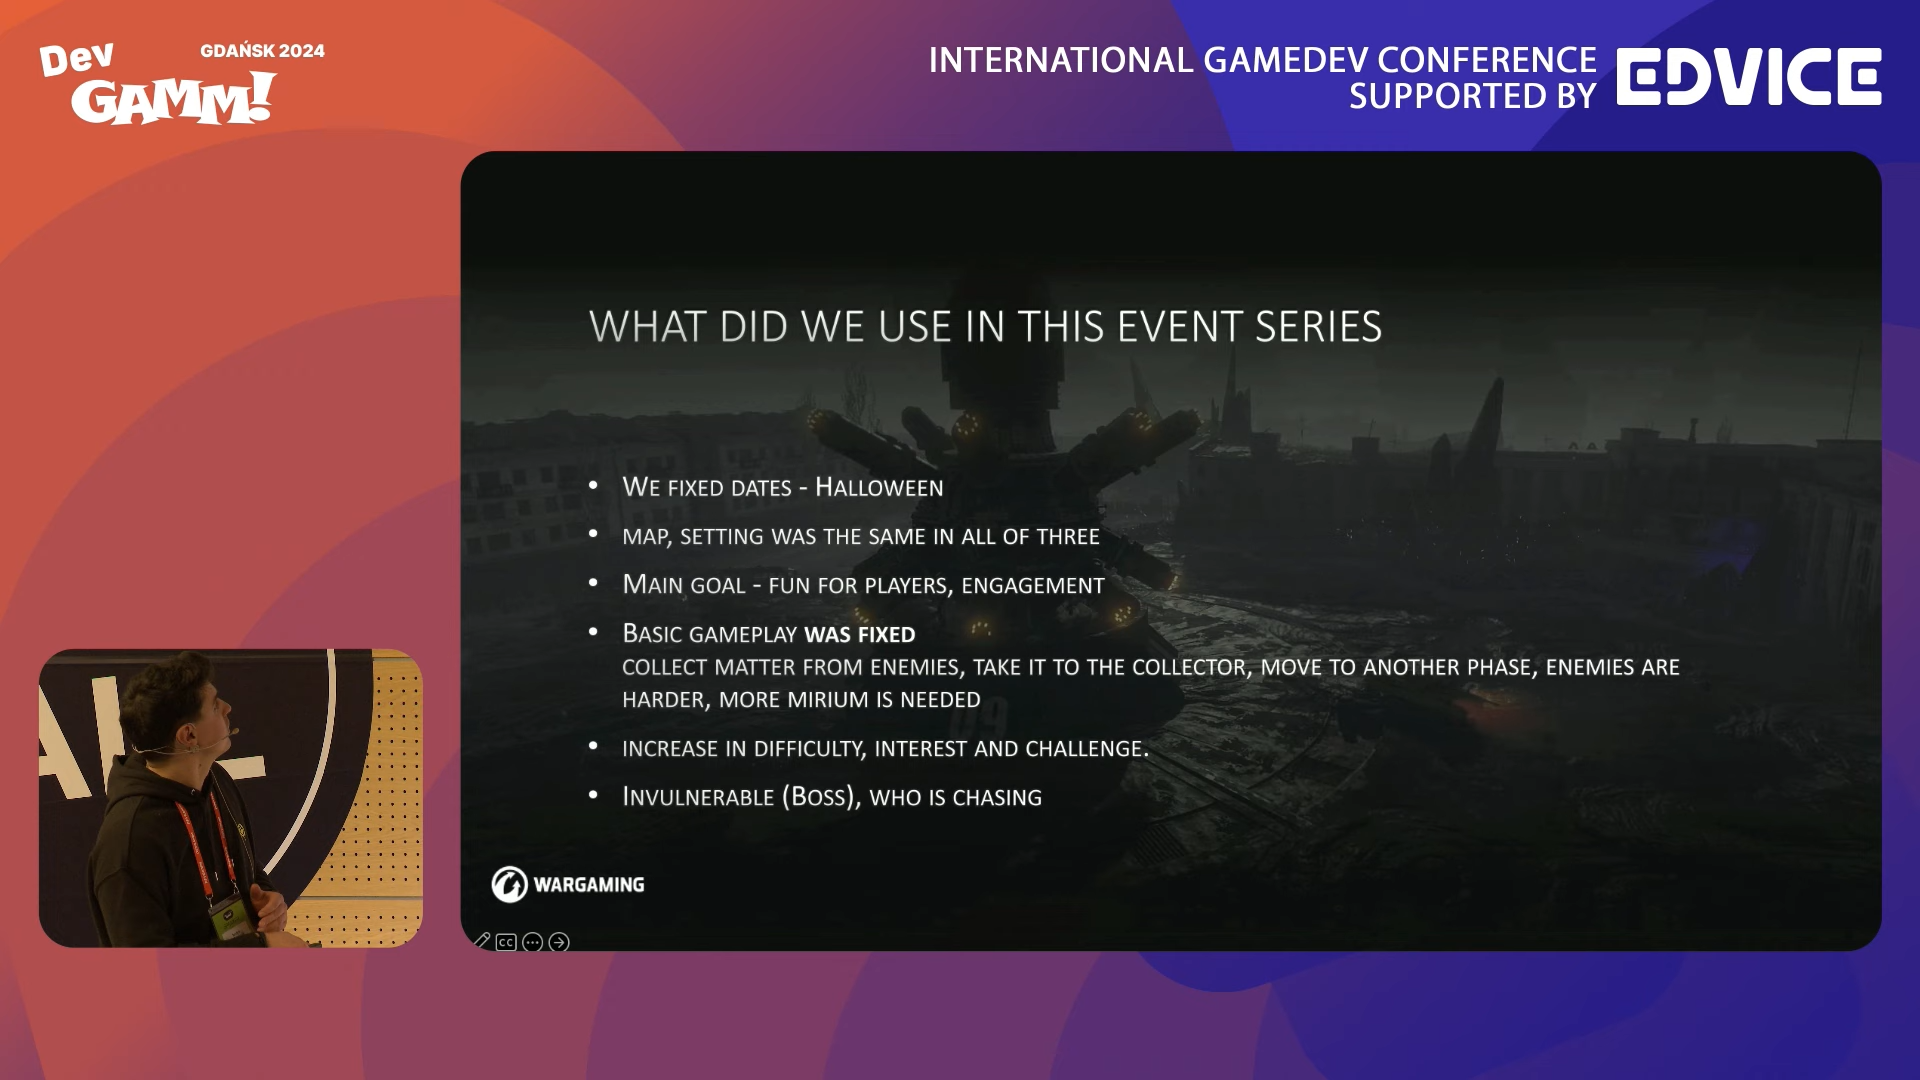 Dev
GAMM!
GDAŃSK 2024
INTERNATIONAL GAMEDEV CONFERENCE
SUPPORTED BY
EDVICE
WHAT DID WE USE IN THIS EVENT SERIES
• WE FIXED DATES - HALLOWEEN
• MAP, SETTING WAS THE SAME IN ALL OF THREE
• MAIN GOAL - FUN FOR PLAYERS, ENGAGEMENT
• BASIC GAMEPLAY WAS FIXED
COLLECT MATTER FROM ENEMIES, TAKE IT TO THE COLLECTOR, MOVE TO ANOTHER PHASE, ENEMIES ARE
HARDER, MORE MIRIUM IS NEEDED
• INCREASE IN DIFFICULTY, INTEREST AND CHALLENGE.
• INVULNERABLE (BOSS), WHO IS CHASING
09
WARGAMING
CC